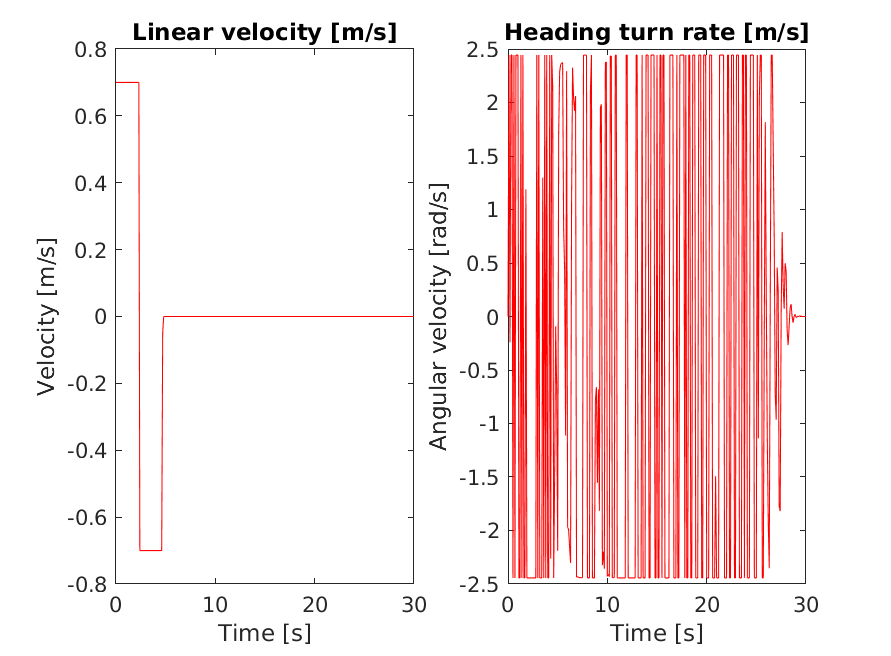 Linear velocity [m/s]
Velocity [m/s]
0.8
0.6
0.4
0.2
0
-0.2
-0.4
-0.6
-0.8
0 10 20 30
Time [s]
Heading turn rate [m/s]
Angular velocity [rad/s]
2.5
2
1.5
1
0.5
0
-0.5
-1
-1.5
-2
-2.5
0 10 20 30
Time [s]